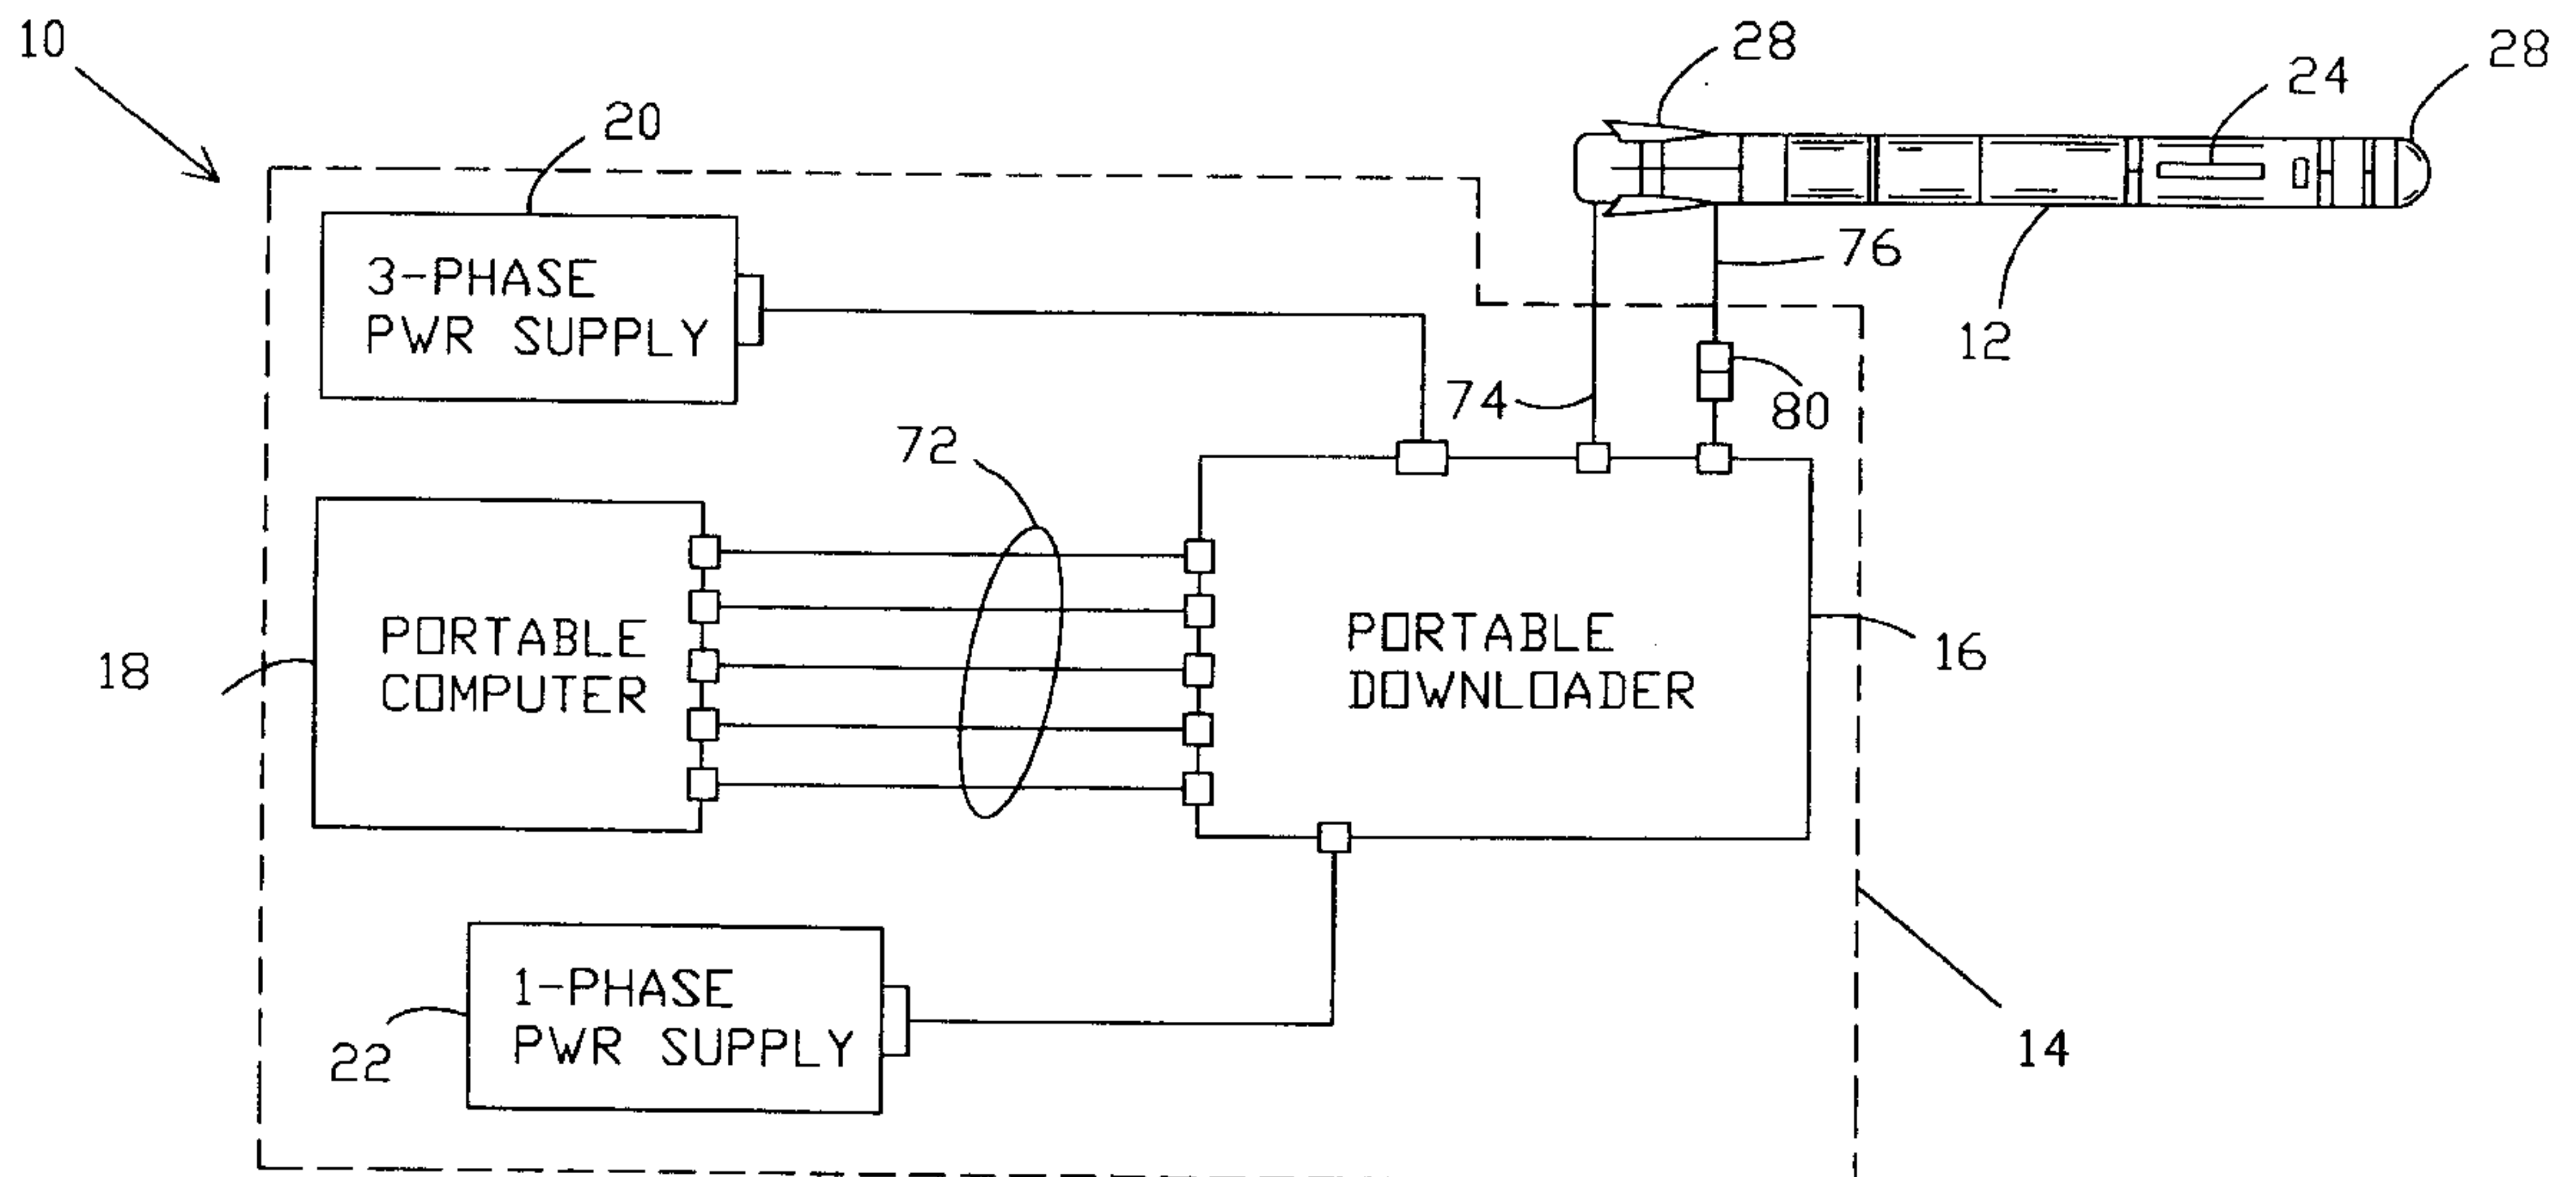 10
28
28
24
20
3-PHASE
PWR SUPPLY
76
12
74
80
72
PORTABLE
COMPUTER
18
PORTABLE
DOWNLOADER
16
1-PHASE
PWR SUPPLY
22
14